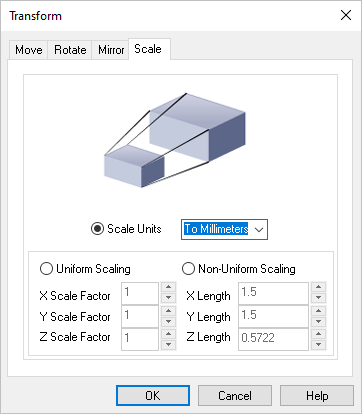 Transform
Move Rotate Mirror Scale
Scale Units To Millimeters
Uniform Scaling Non-Uniform Scaling
X Scale Factor 1 X Length 1.5
Y Scale Factor 1 Y Length 1.5
Z Scale Factor 1 Z Length 0.5722
OK Cancel Help